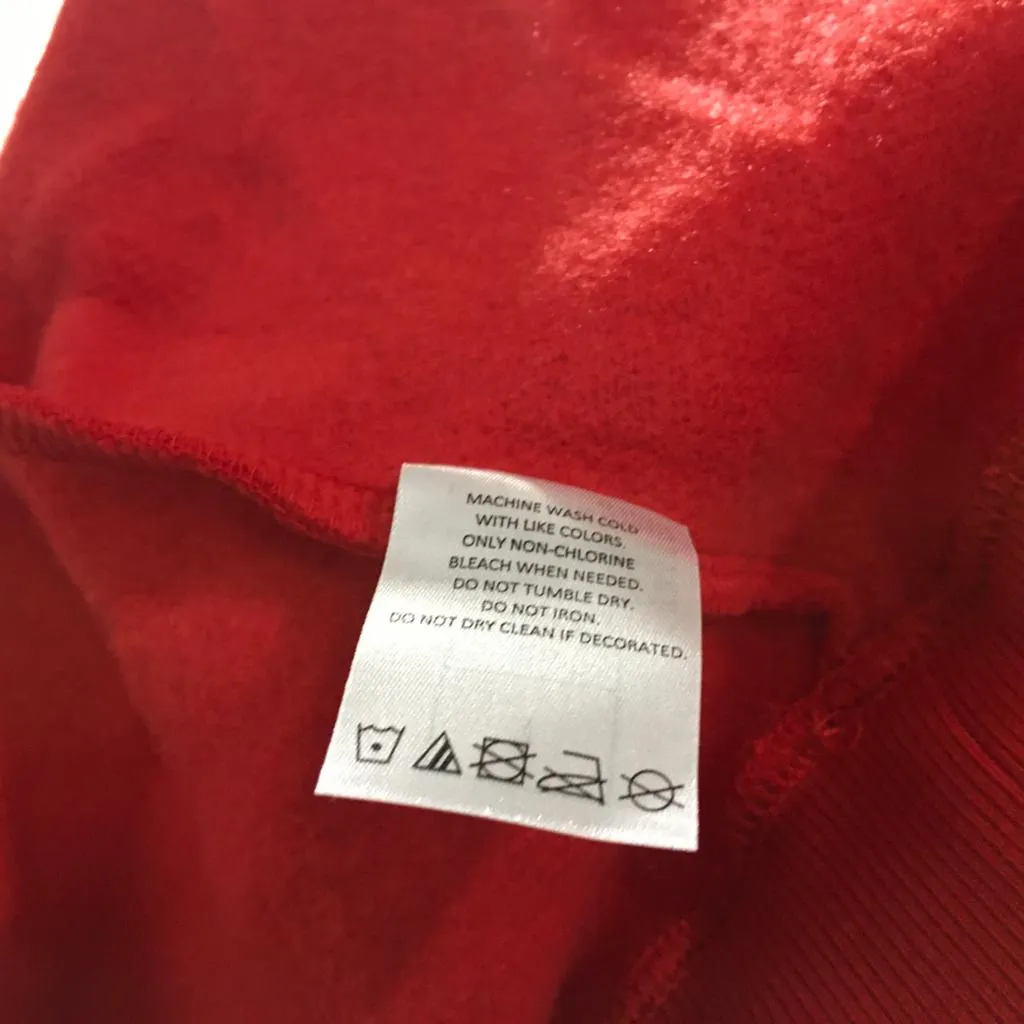 MACHINE WASH COLD
WITH LIKE COLORS.
ONLY NON-CHLORINE
BLEACH WHEN NEEDED.
DO NOT TUMBLE DRY.
DO NOT IRON.
DO NOT DRY CLEAN IF DECORATED.